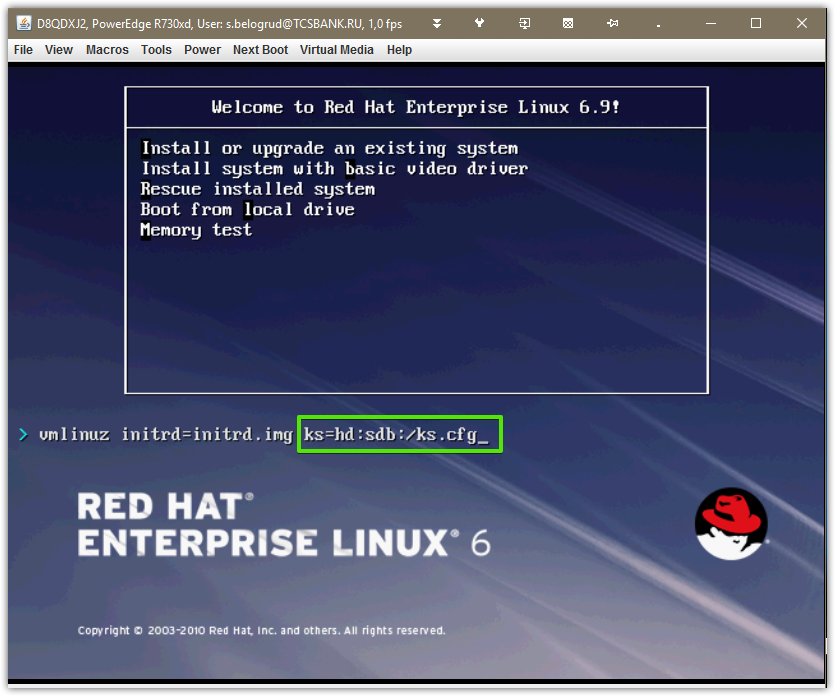 D8QDXJ2, PowerEdge R730xd, User: s.belogrud@TCSBANK.RU, 1,0 fps
File View Macros Tools Power Next Boot Virtual Media Help
Welcome to Red Hat Enterprise Linux 6.9!
Install or upgrade an existing system
Install system with basic video driver
Rescue installed system
Boot from local drive
Memory test
> vmlinuz initrd=initrd.img ks=hd:sdb:/ks.cfg_
RED HAT®
ENTERPRISE LINUX® 6
Copyright © 2003-2010 Red Hat, Inc. and others. All rights reserved.